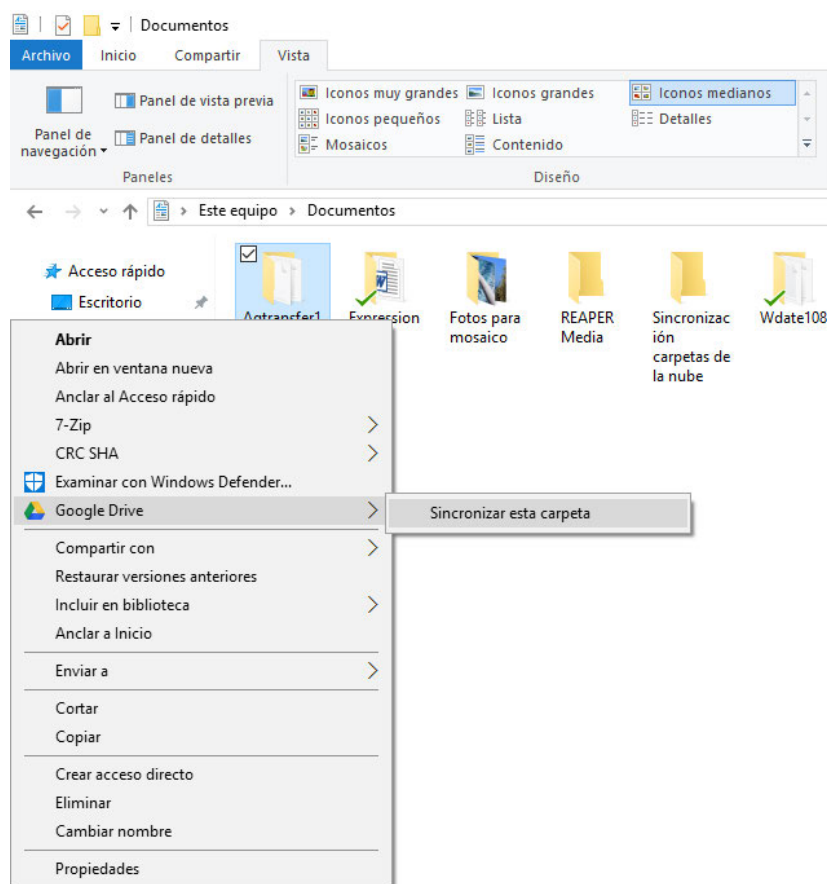 Documentos
Archivo Inicio Compartir Vista
Panel de navegación
Panel de vista previa
Panel de detalles
Paneles
Iconos muy grandes Iconos grandes Iconos medianos
Iconos pequeños Lista Detalles
Mosaicos Contenido
Diseño
Este equipo > Documentos
Acceso rápido
Escritorio
Aqtransfer1
Expression
Fotos para
mosaico
REAPER
Media
Sincronizac
ión
carpetas de
la nube
Wdate108
Abrir
Abrir en ventana nueva
Anclar al Acceso rápido
7-Zip
CRC SHA
Examinar con Windows Defender...
Google Drive
Sincronizar esta carpeta
Compartir con
Restaurar versiones anteriores
Incluir en biblioteca
Anclar a Inicio
Enviar a
Cortar
Copiar
Crear acceso directo
Eliminar
Cambiar nombre
Propiedades